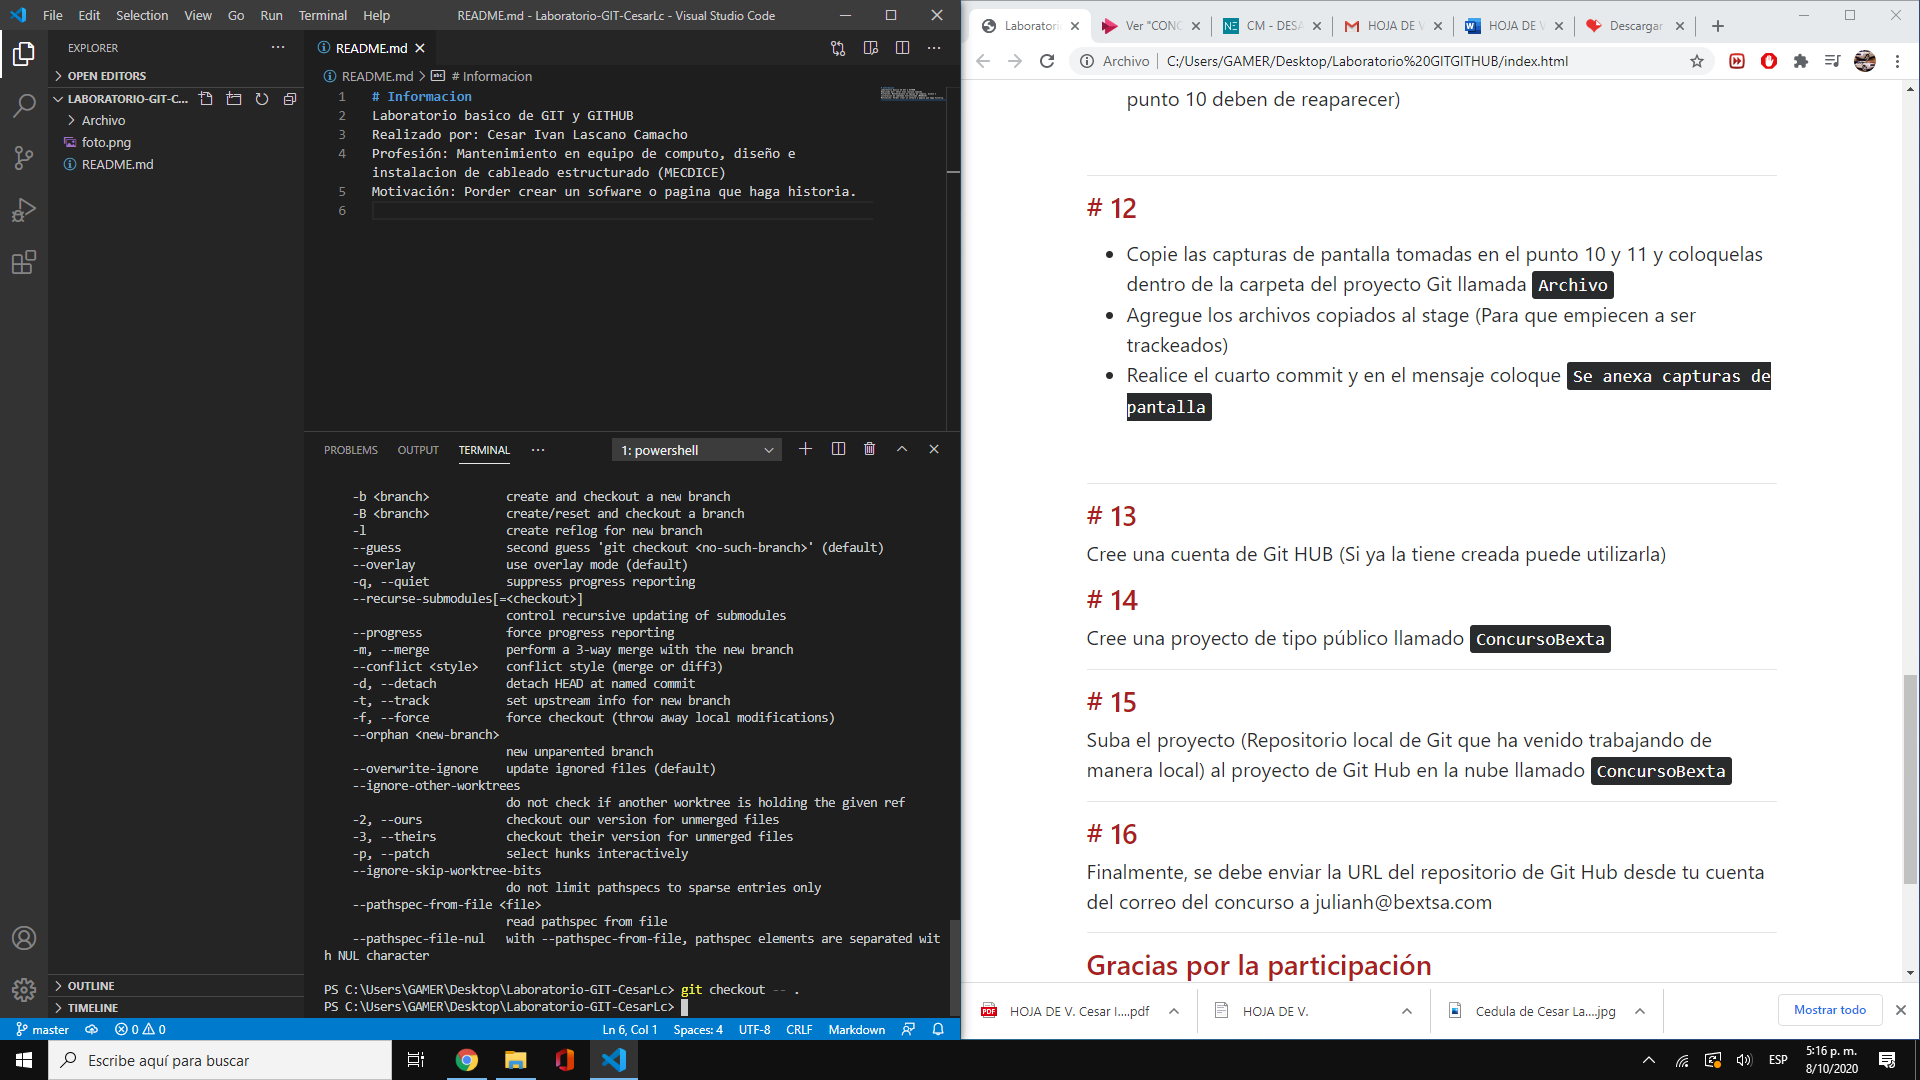 File Edit Selection View Go Run Terminal Help README.md - Laboratorio-GIT-CesarLc - Visual Studio Code
EXPLORER
OPEN EDITORS
LABORATORIO-GIT-C...
Archivo
foto.png
README.md
OUTLINE
TIMELINE
README.md
README.md > # Informacion
1 # Informacion
2 Laboratorio basico de GIT y GITHUB
3 Realizado por: Cesar Ivan Lascano Camacho
4 Profesión: Mantenimiento en equipo de computo, diseño e
instalacion de cableado estructurado (MECDICE)
5 Motivación: Porder crear un sofware o pagina que haga historia.
6
PROBLEMS OUTPUT TERMINAL 1: powershell
-b <branch> create and checkout a new branch
-B <branch> create/reset and checkout a branch
-l create reflog for new branch
--guess second guess 'git checkout <no-such-branch>' (default)
--overlay use overlay mode (default)
-q, --quiet suppress progress reporting
--recurse-submodules[=<checkout>]
control recursive updating of submodules
--progress force progress reporting
-m, --merge perform a 3-way merge with the new branch
--conflict <style> conflict style (merge or diff3)
-d, --detach detach HEAD at named commit
-t, --track set upstream info for new branch
-f, --force force checkout (throw away local modifications)
--orphan <new-branch>
new unparented branch
--overwrite-ignore update ignored files (default)
--ignore-other-worktrees
do not check if another worktree is holding the given ref
-2, --ours checkout our version for unmerged files
-3, --theirs checkout their version for unmerged files
-p, --patch select hunks interactively
--ignore-skip-worktree-bits
do not limit pathspecs to sparse entries only
--pathspec-from-file <file>
read pathspec from file
--pathspec-file-nul with --pathspec-from-file, pathspec elements are separated wit
h NUL character
PS C:\Users\GAMER\Desktop\Laboratorio-GIT-CesarLc> git checkout -- .
PS C:\Users\GAMER\Desktop\Laboratorio-GIT-CesarLc>
master 0 0 Ln 6, Col 1 Spaces: 4 UTF-8 CRLF Markdown
Laboratorio Ver "CONC CM - DESA HOJA DE V HOJA DE V Descargar
Archivo | C:/Users/GAMER/Desktop/Laboratorio%20GITGITHUB/index.html
punto 10 deben de reaparecer)
# 12
Copie las capturas de pantalla tomadas en el punto 10 y 11 y coloquelas
dentro de la carpeta del proyecto Git llamada Archivo
Agregue los archivos copiados al stage (Para que empiecen a ser
trackeados)
Realice el cuarto commit y en el mensaje coloque Se anexa capturas de
pantalla
# 13
Cree una cuenta de Git HUB (Si ya la tiene creada puede utilizarla)
# 14
Cree una proyecto de tipo público llamado ConcursoBexta
# 15
Suba el proyecto (Repositorio local de Git que ha venido trabajando de
manera local) al proyecto de Git Hub en la nube llamado ConcursoBexta
# 16
Finalmente, se debe enviar la URL del repositorio de Git Hub desde tu cuenta
del correo del concurso a julianh@bextsa.com
Gracias por la participación
HOJA DE V. Cesar I....pdf HOJA DE V. Cedula de Cesar La....jpg Mostrar todo
Escribe aquí para buscar
ESP
5:16 p. m.
8/10/2020